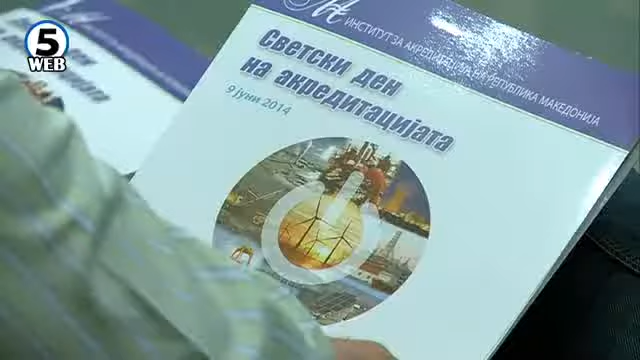 5
WEB
ИНСТИТУТ ЗА АКРЕДИТАЦИЈА НА РЕПУБЛИКА МАКЕДОНИЈА
Светски ден
на акредитацијата
9 јуни 2014